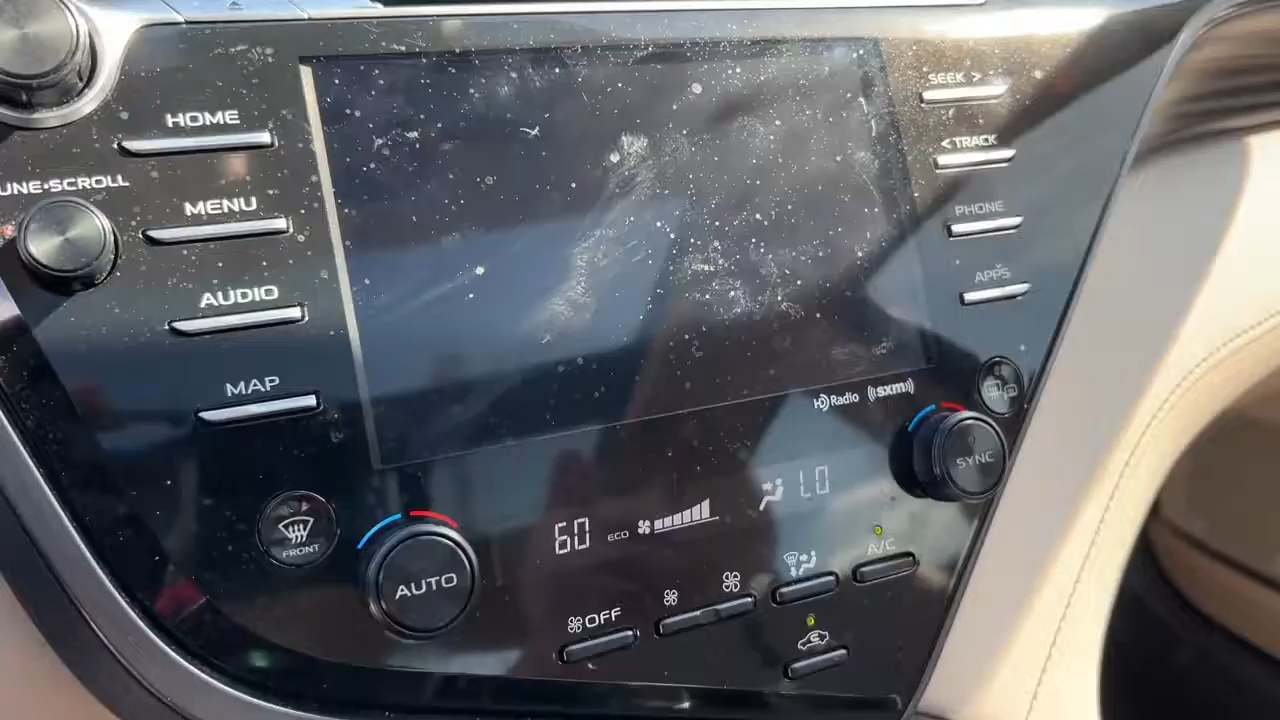 HOME
UNE•SCROLL
MENU
AUDIO
MAP
SEEK >
< TRACK
PHONE
APPS
HD Radio
((sxm))
SYNC
FRONT
AUTO
60
ECO
LO
A/C
OFF